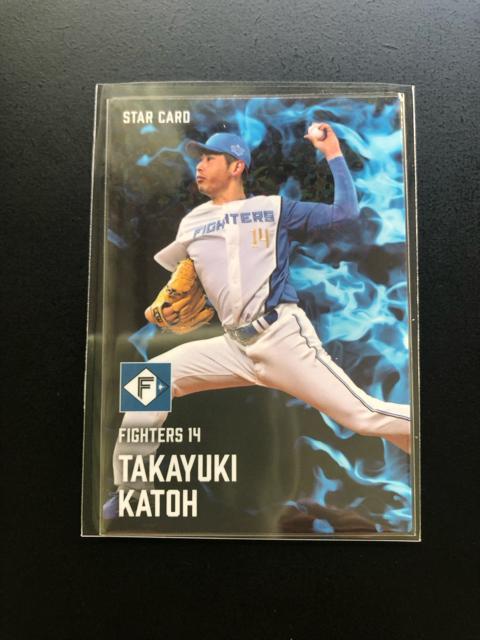 STAR CARD
FIGHTERS
14
F
FIGHTERS 14
TAKAYUKI
KATOH